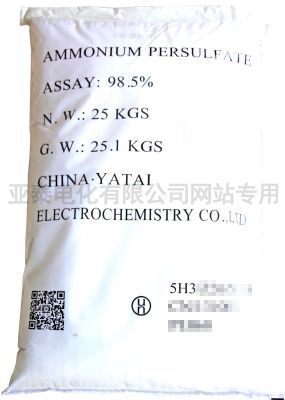 AMMONIUM PERSULFATE
ASSAY: 98.5%
N. W.: 25 KGS
G. W.: 25.1 KGS
CHINA·YATAI
亚泰电化有限公司网站专用
ELECTROCHEMISTRY CO.,LTD
5H3